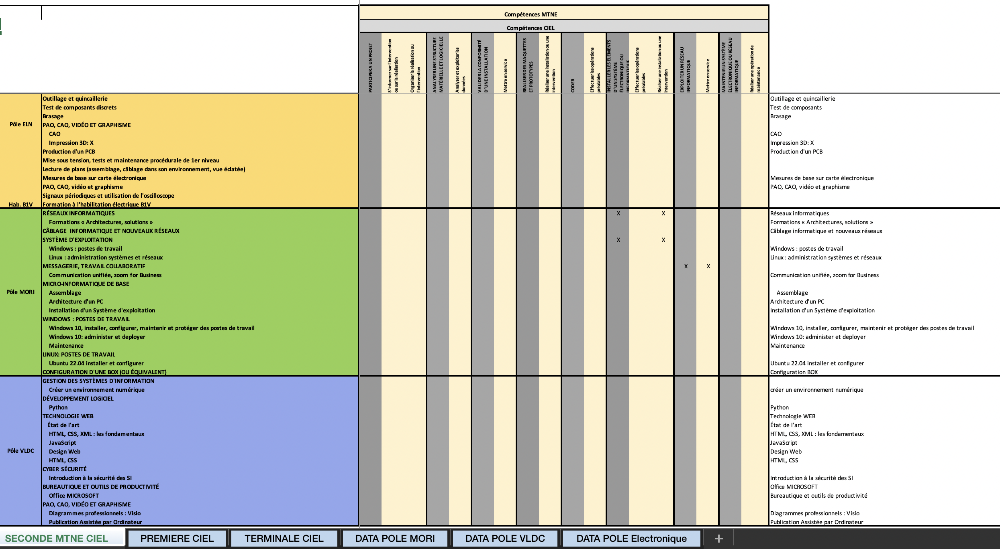 Compétences MTNE
Compétences CIEL
PARTICIPER A UN PROJET
S'informer sur l'intervention
ou sur la réalisation
Organiser la réalisation ou
l'intervention
ANALYSER UNE STRUCTURE
MATÉRIELLE ET LOGICIELLE
Analyser et exploiter les
données
VALIDER LA CONFORMITÉ
D'UNE INSTALLATION
Mettre en service
REALISER DES MAQUETTES
ET PROTOTYPES
Réaliser une installation ou une
intervention
CODER
Effectuer les opérations
préalables
INSTALLER LES ELEMENTS
D'UN SYSTÈME
ÉLECTRONIQUE OU
INFORMATIQUE
Effectuer les opérations
préalables
Réaliser une installation ou une
intervention
EXPLOITER UN RÉSEAU
INFORMATIQUE
Mettre en service
MAINTENIR UN SYSTÈME
ÉLECTRONIQUE OU RÉSEAU
INFORMATIQUE
Réaliser une opération de
maintenance
Outillage et quincaillerie Outillage et quincaillerie
Test de composants discrets Test de composants
Brasage Brasage
Pôle ELN PAO, CAO, VIDÉO ET GRAPHISME
CAO CAO
Impression 3D: X Impression 3D: X
Production d'un PCB Production d'un PCB
Mise sous tension, tests et maintenance procédurale de 1er niveau
Lecture de plans (assemblage, câblage dans son environnement, vue éclatée)
Mesures de base sur carte électronique Mesures de base sur carte électronique
PAO, CAO, vidéo et graphisme PAO, CAO, vidéo et graphisme
Signaux périodiques et utilisation de l'oscilloscope
Hab. B1V Formation à l'habilitation électrique B1V
RÉSEAUX INFORMATIQUES X X Réseaux informatiques
Formations « Architectures, solutions » Formations « Architectures, solutions »
CÂBLAGE  INFORMATIQUE ET NOUVEAUX RÉSEAUX Câblage informatique et nouveaux réseaux
SYSTÈME D'EXPLOITATION X X
Windows : postes de travail Windows : postes de travail
Linux : administration systèmes et réseaux Linux : administration systèmes et réseaux
MESSAGERIE, TRAVAIL COLLABORATIF X X
Communication unifiée, zoom for Business Communication unifiée, zoom for Business
MICRO-INFORMATIQUE DE BASE
Pôle MORI Assemblage Assemblage
Architecture d'un PC Architecture d'un PC
Installation d'un Système d'exploitation Installation d'un Système d'exploitation
WINDOWS : POSTES DE TRAVAIL
Windows 10, installer, configurer, maintenir et protéger des postes de travail Windows 10, installer, configurer, maintenir et protéger des postes de travail
Windows 10: administer et deployer Windows 10: administer et deployer
Maintenance Maintenance
LINUX: POSTES DE TRAVAIL
Ubuntu 22.04 installer et configurer Ubuntu 22.04 installer et configurer
CONFIGURATION D'UNE BOX (OU ÉQUIVALENT) Configuration BOX
GESTION DES SYSTÈMES D'INFORMATION
Créer un environnement numérique créer un environnement numérique
DÉVELOPPEMENT LOGICIEL
Python Python
TECHNOLOGIE WEB Technologie WEB
État de l'art État de l'art
HTML, CSS, XML : les fondamentaux HTML, CSS, XML : les fondamentaux
JavaScript JavaScript
Pôle VLDC Design Web Design Web
HTML, CSS HTML, CSS
CYBER SÉCURITÉ
Introduction à la sécurité des SI Introduction à la sécurité des SI
BUREAUTIQUE ET OUTILS DE PRODUCTIVITÉ Office MICROSOFT
Office MICROSOFT Bureautique et outils de productivité
PAO, CAO, VIDÉO ET GRAPHISME
Diagrammes professionnels : Visio Diagrammes professionnels : Visio
Publication Assistée par Ordinateur Publication Assistée par Ordinateur
SECONDE MTNE CIEL PREMIERE CIEL TERMINALE CIEL DATA POLE MORI DATA POLE VLDC DATA POLE Electronique +